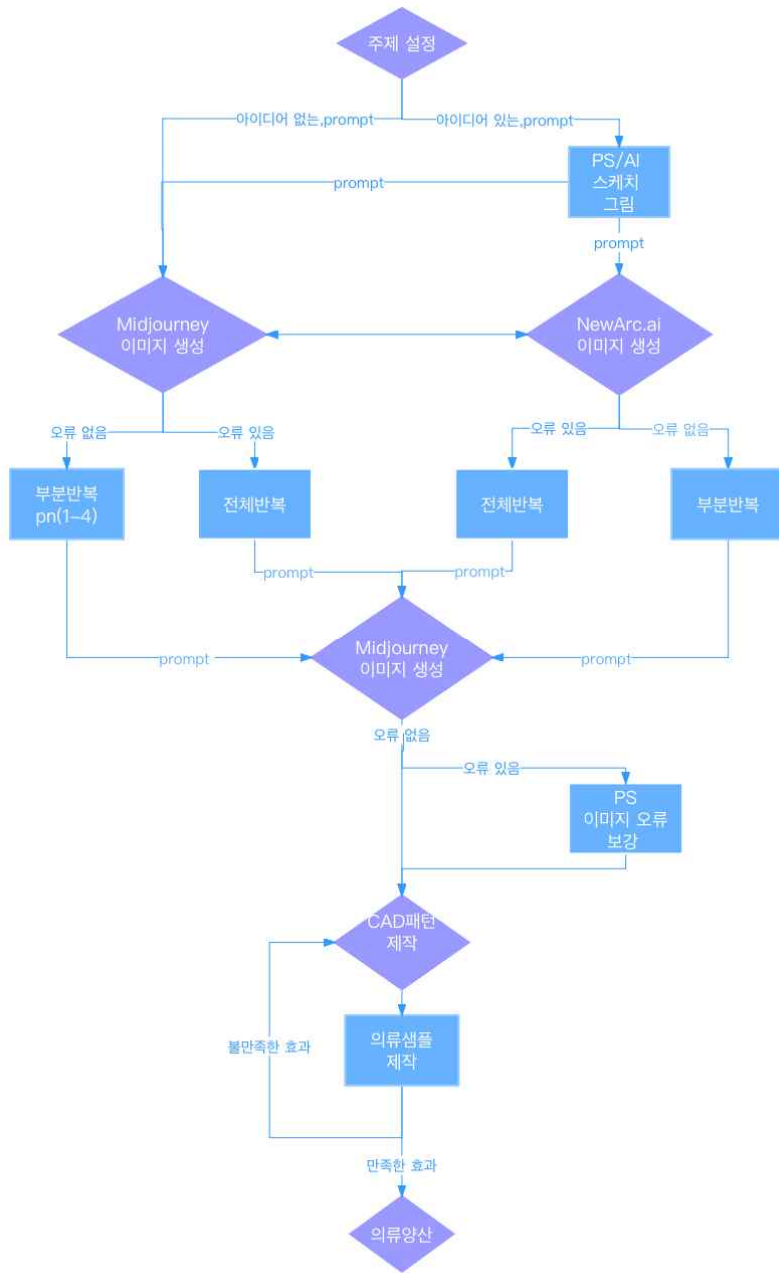 주제 설정
아이디어 없는,prompt
아이디어 있는,prompt
PS/AI
스케치
그림
prompt
prompt
Midjourney
이미지 생성
NewArc.ai
이미지 생성
오류 없음
오류 있음
오류 있음
오류 없음
부분반복
pn(1-4)
전체반복
전체반복
부분반복
prompt
prompt
Midjourney
이미지 생성
prompt
prompt
오류 없음
오류 있음
PS
이미지 오류
보강
CAD패턴
제작
의류샘플
제작
불만족한 효과
만족한 효과
의류양산